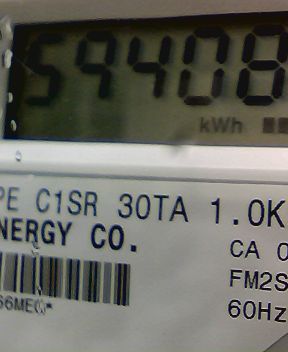 59408
kWh
PE C1SR 30TA 1.0K
NERGY CO.
CA 0
FM2S
60Hz